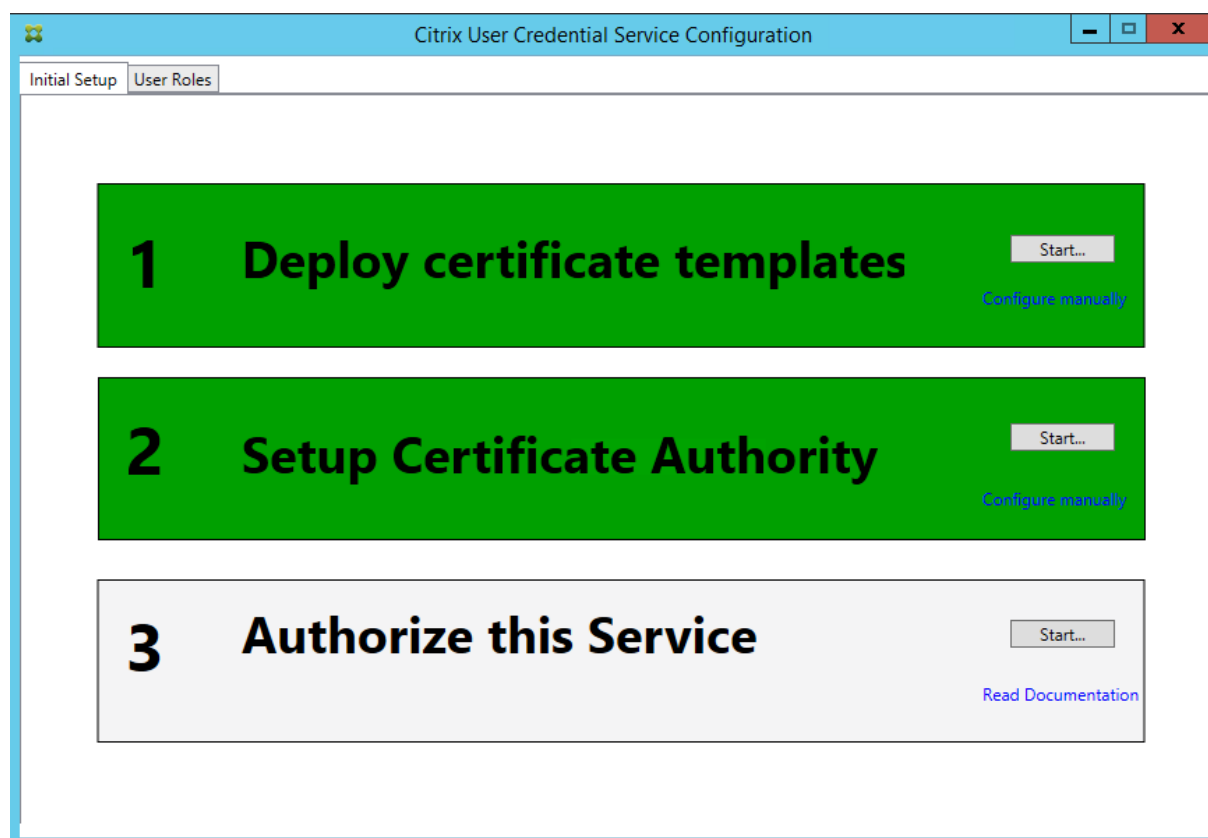 Citrix User Credential Service Configuration
Initial Setup User Roles
1 Deploy certificate templates Start...
Configure manually
2 Setup Certificate Authority Start...
Configure manually
3 Authorize this Service Start...
Read Documentation